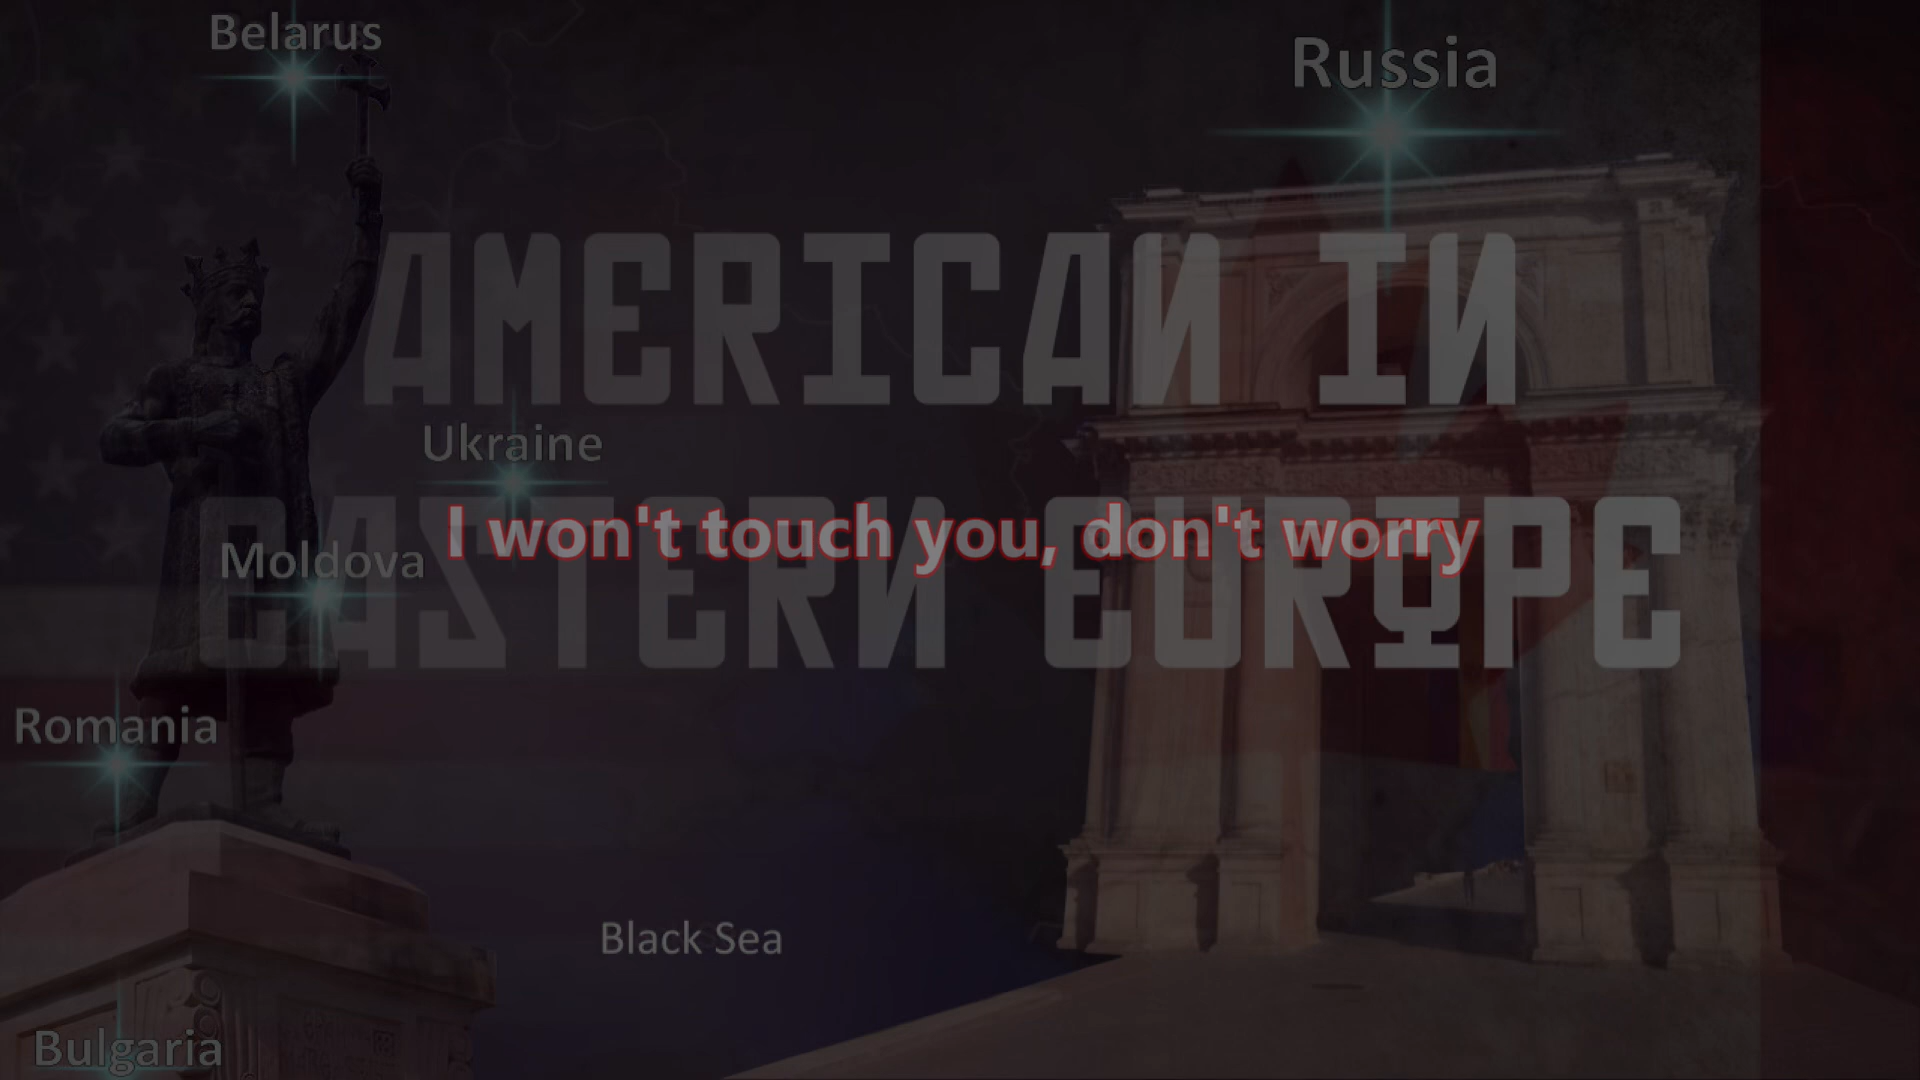 Belarus
Russia
AMERICAN IN
Ukraine
EASTERN EUROPE
I won't touch you, don't worry
Moldova
Romania
Black Sea
Bulgaria